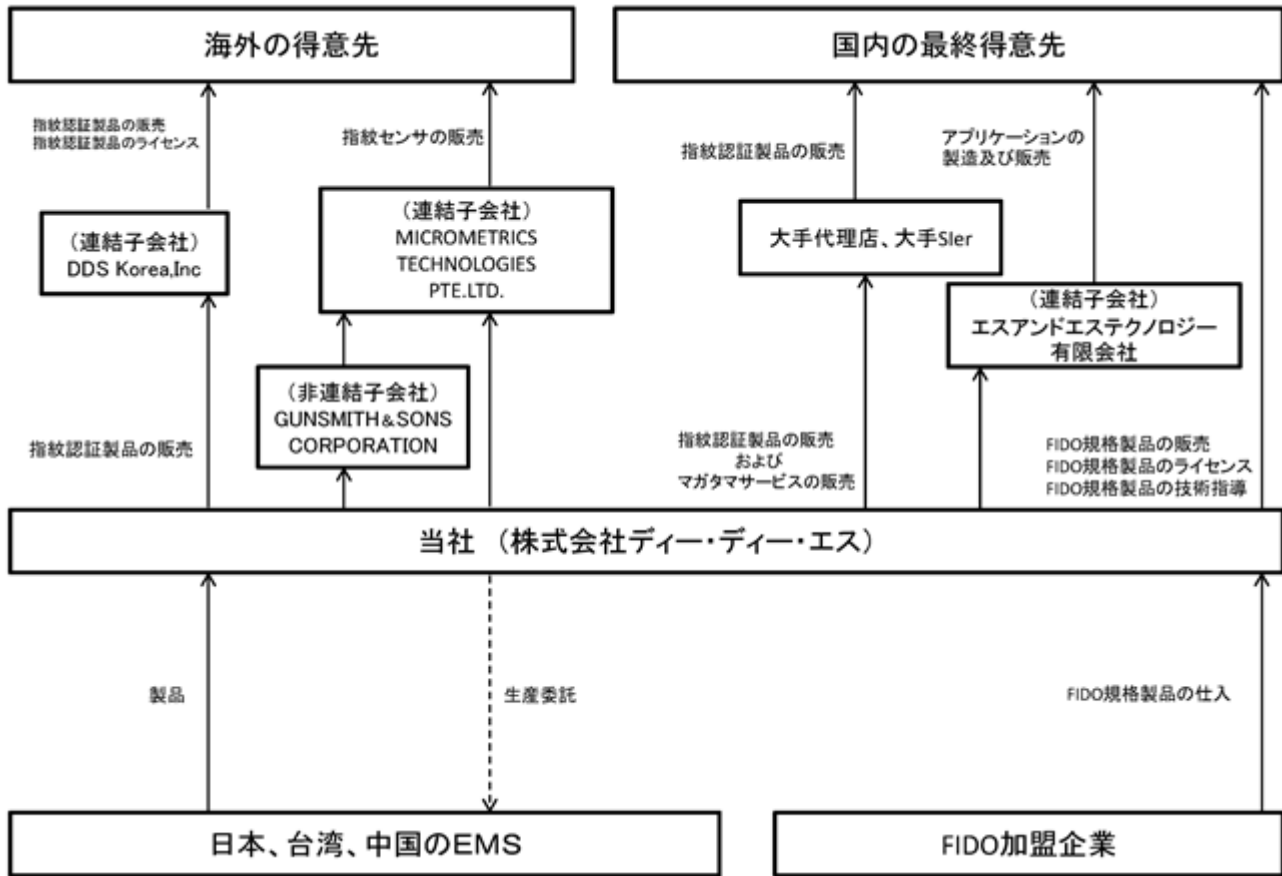 海外の得意先
国内の最終得意先
指紋認証製品の販売
指紋認証製品のライセンス
指紋センサの販売
指紋認証製品の販売
アプリケーションの
製造及び販売
(連結子会社)
DDS Korea,Inc
(連結子会社)
MICROMETRICS
TECHNOLOGIES
PTE.LTD.
大手代理店、大手SIer
(連結子会社)
エスアンドエステクノロジー
有限会社
(非連結子会社)
GUNSMITH&SONS
CORPORATION
指紋認証製品の販売
指紋認証製品の販売
および
マガタマサービスの販売
FIDO規格製品の販売
FIDO規格製品のライセンス
FIDO規格製品の技術指導
当社 (株式会社ディー・ディー・エス)
製品
生産委託
FIDO規格製品の仕入
日本、台湾、中国のEMS
FIDO加盟企業